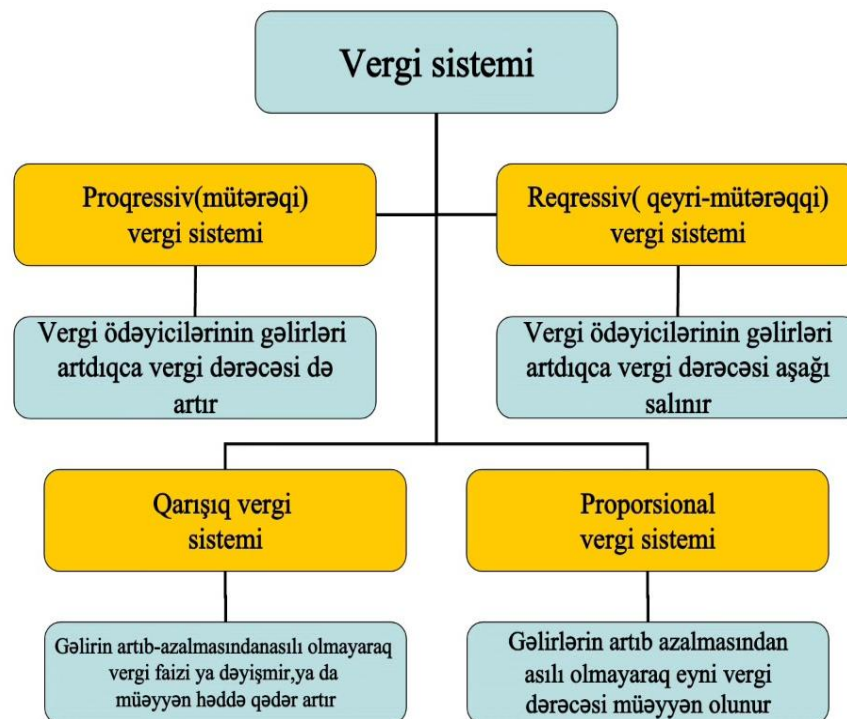 Vergi sistemi
Proqressiv(mütərəqi)
vergi sistemi
Reqressiv( qeyri-mütərəqqi)
vergi sistemi
Vergi ödəyicilərinin gəlirləri
artdıqca vergi dərəcəsi də
artır
Vergi ödəyicilərinin gəlirləri
artdıqca vergi dərəcəsi aşağı
salınır
Qarışıq vergi
sistemi
Proporsional
vergi sistemi
Gəlirin artıb-azalmasındanasılı olmayaraq
vergi faizi ya dəyişmir,ya da
müəyyən həddə qədər artır
Gəlirlərin artıb azalmasından
asılı olmayaraq eyni vergi
dərəcəsi müəyyən olunur